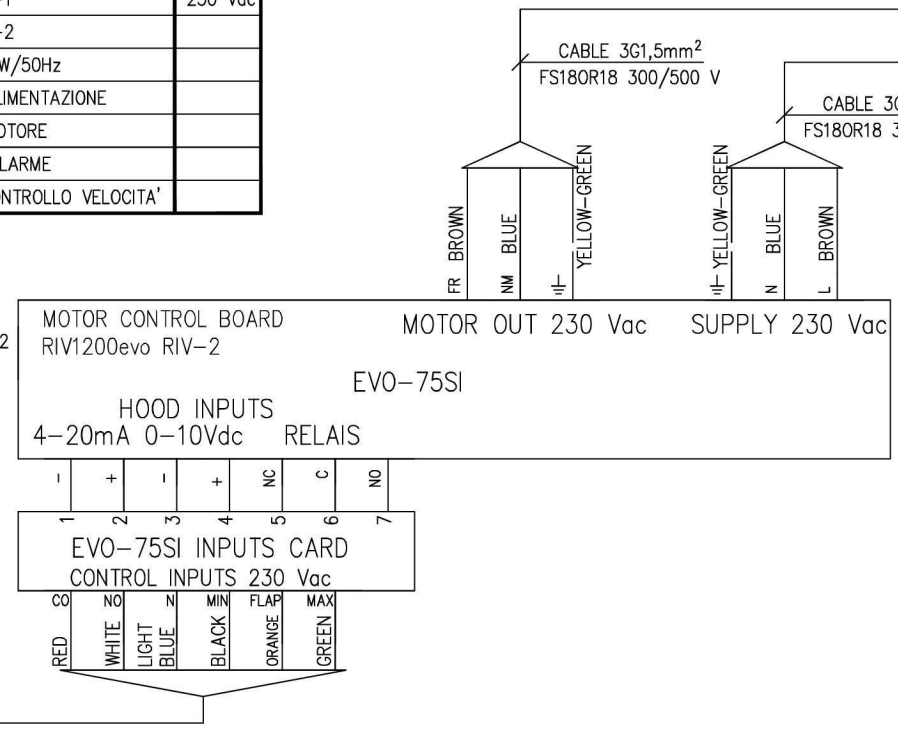 250 Vac
-2
W/50Hz
LIMENTAZIONE
OTORE
LARME
ONTROLLO VELOCITA'
CABLE 3G1,5mm²
FS18OR18 300/500 V
CABLE 3G
FS18OR18 3
FR BROWN
NM BLUE
YELLOW-GREEN
YELLOW-GREEN
N BLUE
L BROWN
2
MOTOR CONTROL BOARD
RIV1200evo RIV-2
MOTOR OUT 230 Vac
SUPPLY 230 Vac
EVO-75SI
HOOD INPUTS
4-20mA 0-10Vdc RELAIS
- + - + NC C NO
1 2 3 4 5 6 7
EVO-75SI INPUTS CARD
CONTROL INPUTS 230 Vac
CO NO N MIN FLAP MAX
RED
WHITE
LIGHT
BLUE
BLACK
ORANGE
GREEN